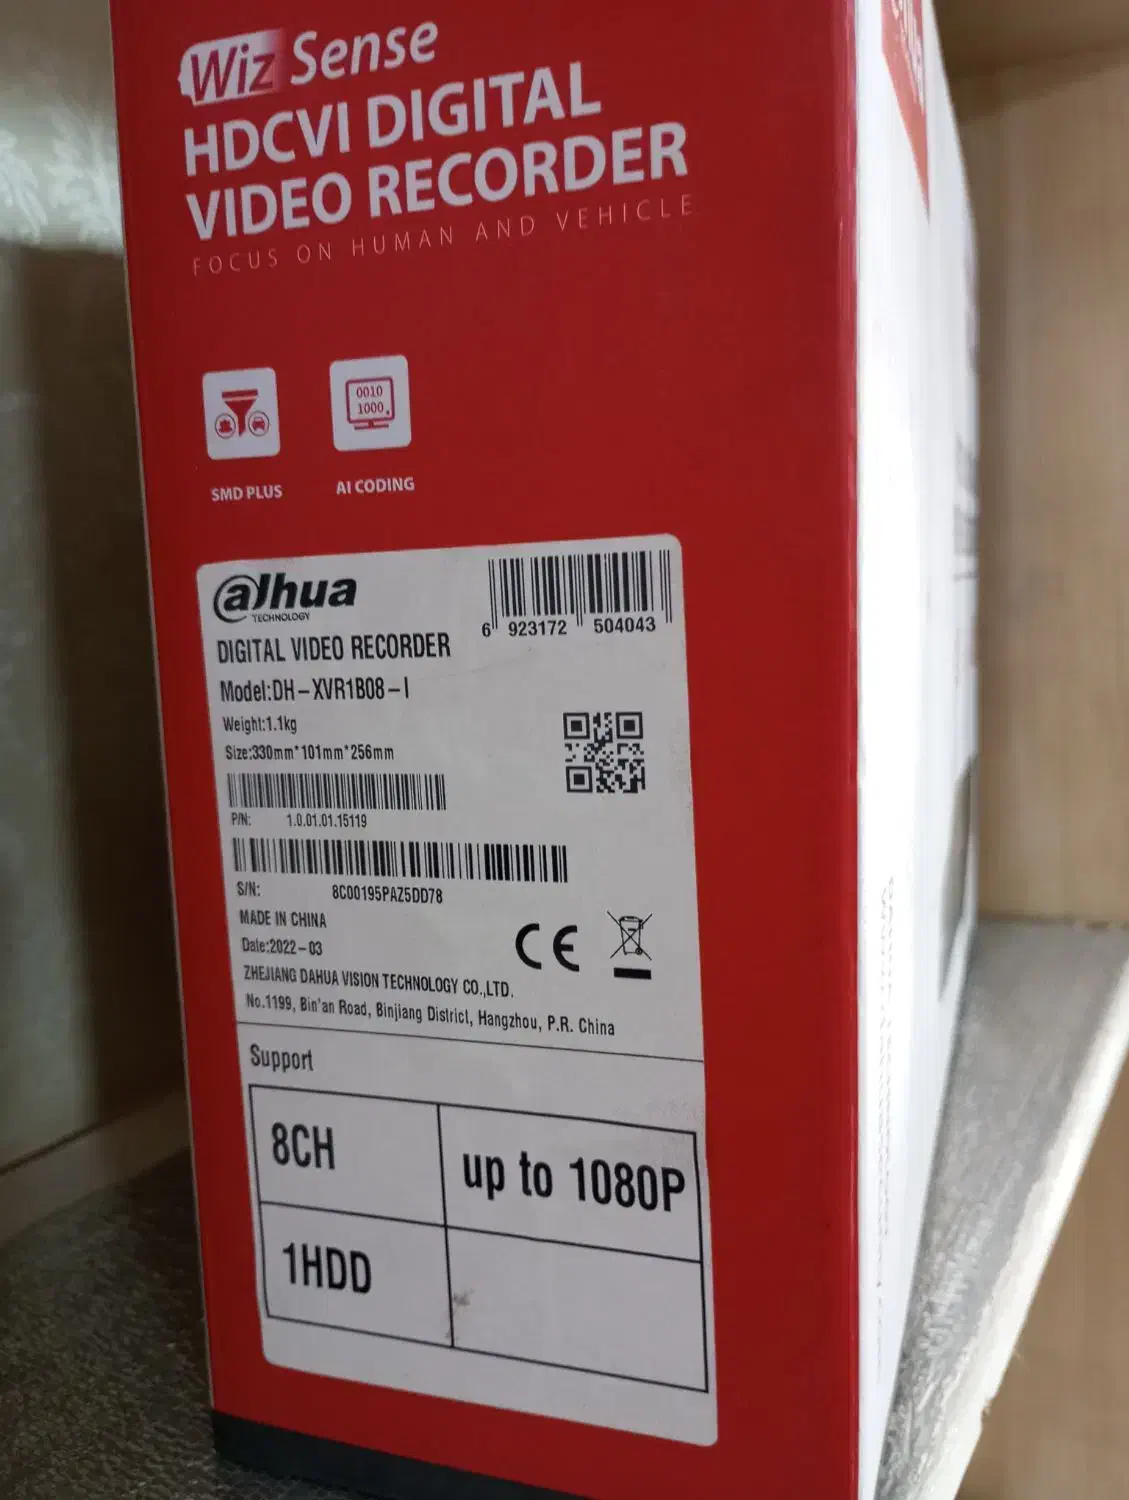 Wiz Sense
HDCVI DIGITAL
VIDEO RECORDER
FOCUS ON HUMAN AND VEHICLE
0010
1000
SMD PLUS
AI CODING
alhua
TECHNOLOGY
6 923172 504043
DIGITAL VIDEO RECORDER
Model:DH-XVR1B08-I
Weight:1.1kg
Size:330mm*101mm*256mm
P/N: 1.0.01.01.15119
S/N: 8C00195PAZ5DD78
MADE IN CHINA
Date:2022-03
CE
ZHEJIANG DAHUA VISION TECHNOLOGY CO.,LTD.
No.1199, Bin'an Road, Binjiang District, Hangzhou, P.R. China
Support
8CH
up to 1080P
1HDD